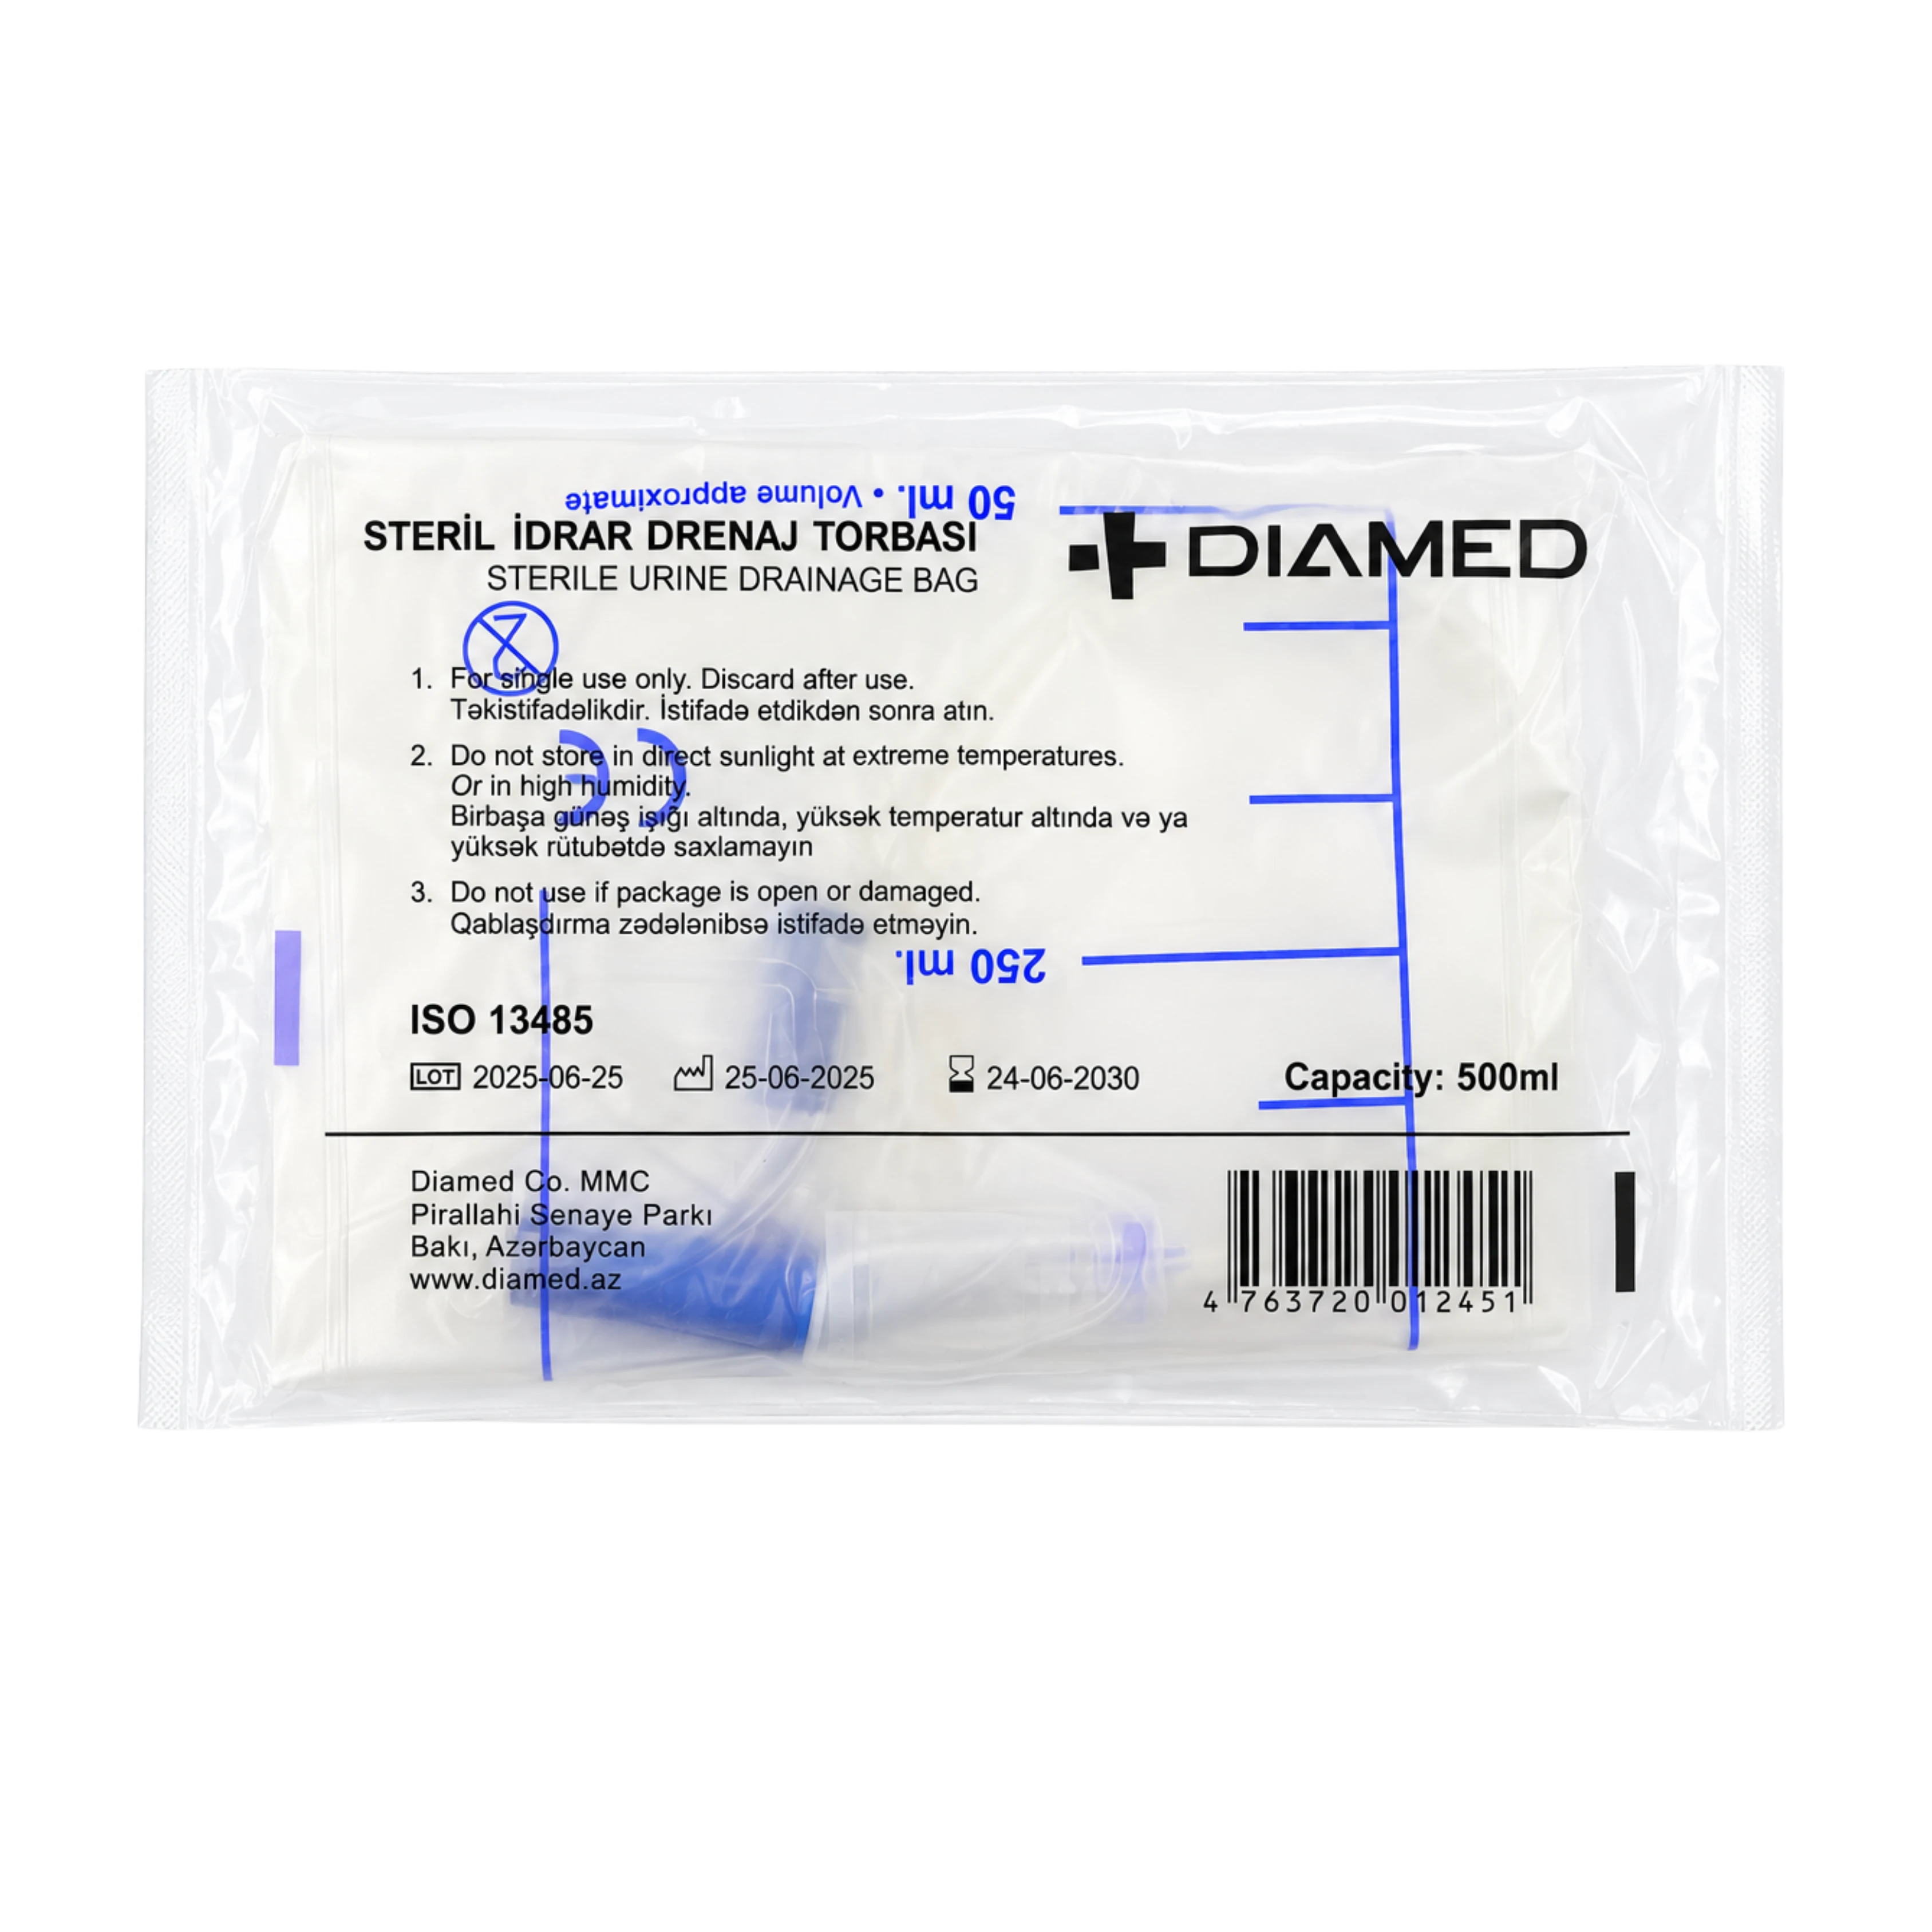 50 ml. • Volume approximate
STERİL İDRAR DRENAJ TORBASI
STERILE URINE DRAINAGE BAG
DIAMED
2
1. For single use only. Discard after use.
Təkistifadəlikdir. İstifadə etdikdən sonra atın.
2. Do not store in direct sunlight at extreme temperatures.
Or in high humidity.
Birbaşa günəş işığı altında, yüksək temperatur altında və ya
yüksək rütubətdə saxlamayın
CE
3. Do not use if package is open or damaged.
Qablaşdırma zədələnibsə istifadə etməyin.
250 ml.
ISO 13485
LOT 2025-06-25
25-06-2025
24-06-2030
Capacity: 500ml
Diamed Co. MMC
Pirallahi Senaye Parkı
Bakı, Azərbaycan
www.diamed.az
4 763720 012451